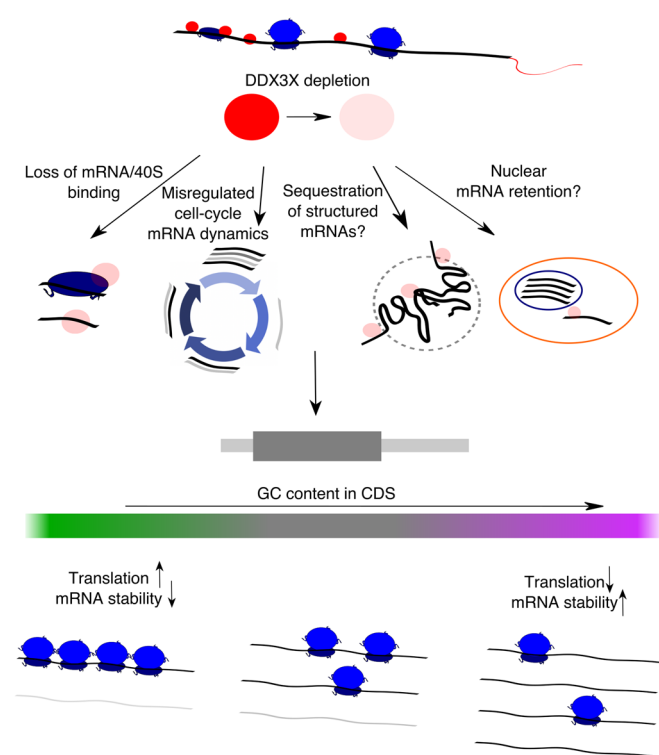 DDX3X depletion
Loss of mRNA/40S
binding
Misregulated
cell-cycle
mRNA dynamics
Sequestration
of structured
mRNAs?
Nuclear
mRNA retention?
GC content in CDS
Translation
mRNA stability
Translation
mRNA stability